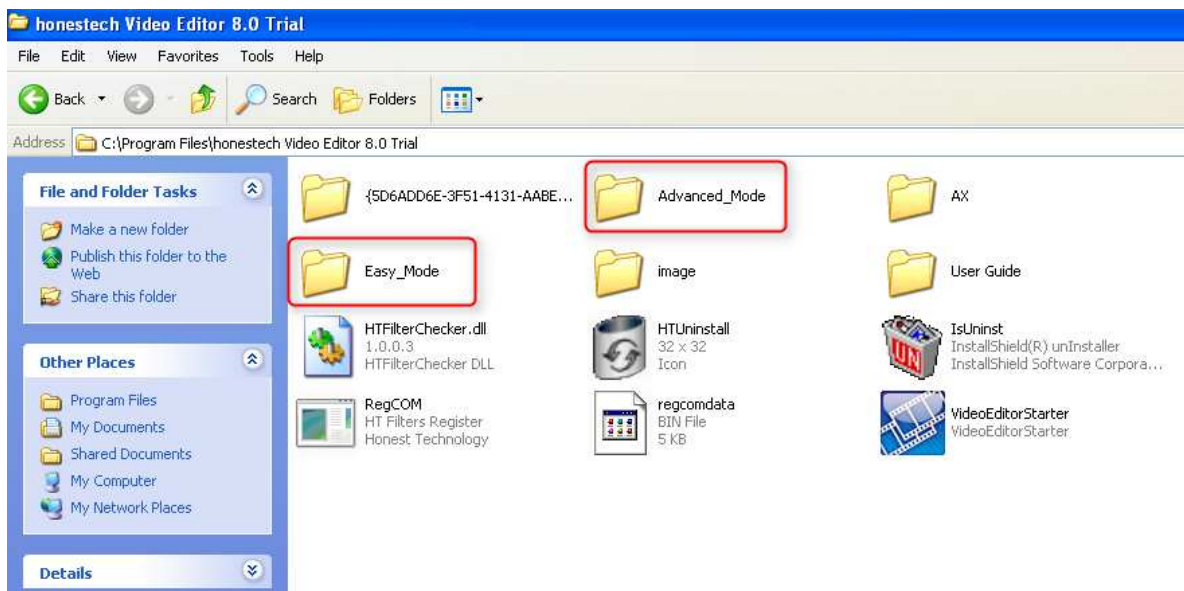 honestech Video Editor 8.0 Trial
File Edit View Favorites Tools Help
Back Search Folders
Address C:\Program Files\honestech Video Editor 8.0 Trial
File and Folder Tasks
Make a new folder
Publish this folder to the
Web
Share this folder
Other Places
Program Files
My Documents
Shared Documents
My Computer
My Network Places
Details
{5D6ADD6E-3F51-4131-AABE...
Advanced_Mode
AX
Easy_Mode
image
User Guide
HTFilterChecker.dll
1.0.0.3
HTFilterChecker DLL
HTUninstall
32 x 32
Icon
IsUninst
InstallShield(R) unInstaller
InstallShield Software Corpora...
RegCOM
HT Filters Register
Honest Technology
regcomdata
BIN File
5 KB
VideoEditorStarter
VideoEditorStarter
UN